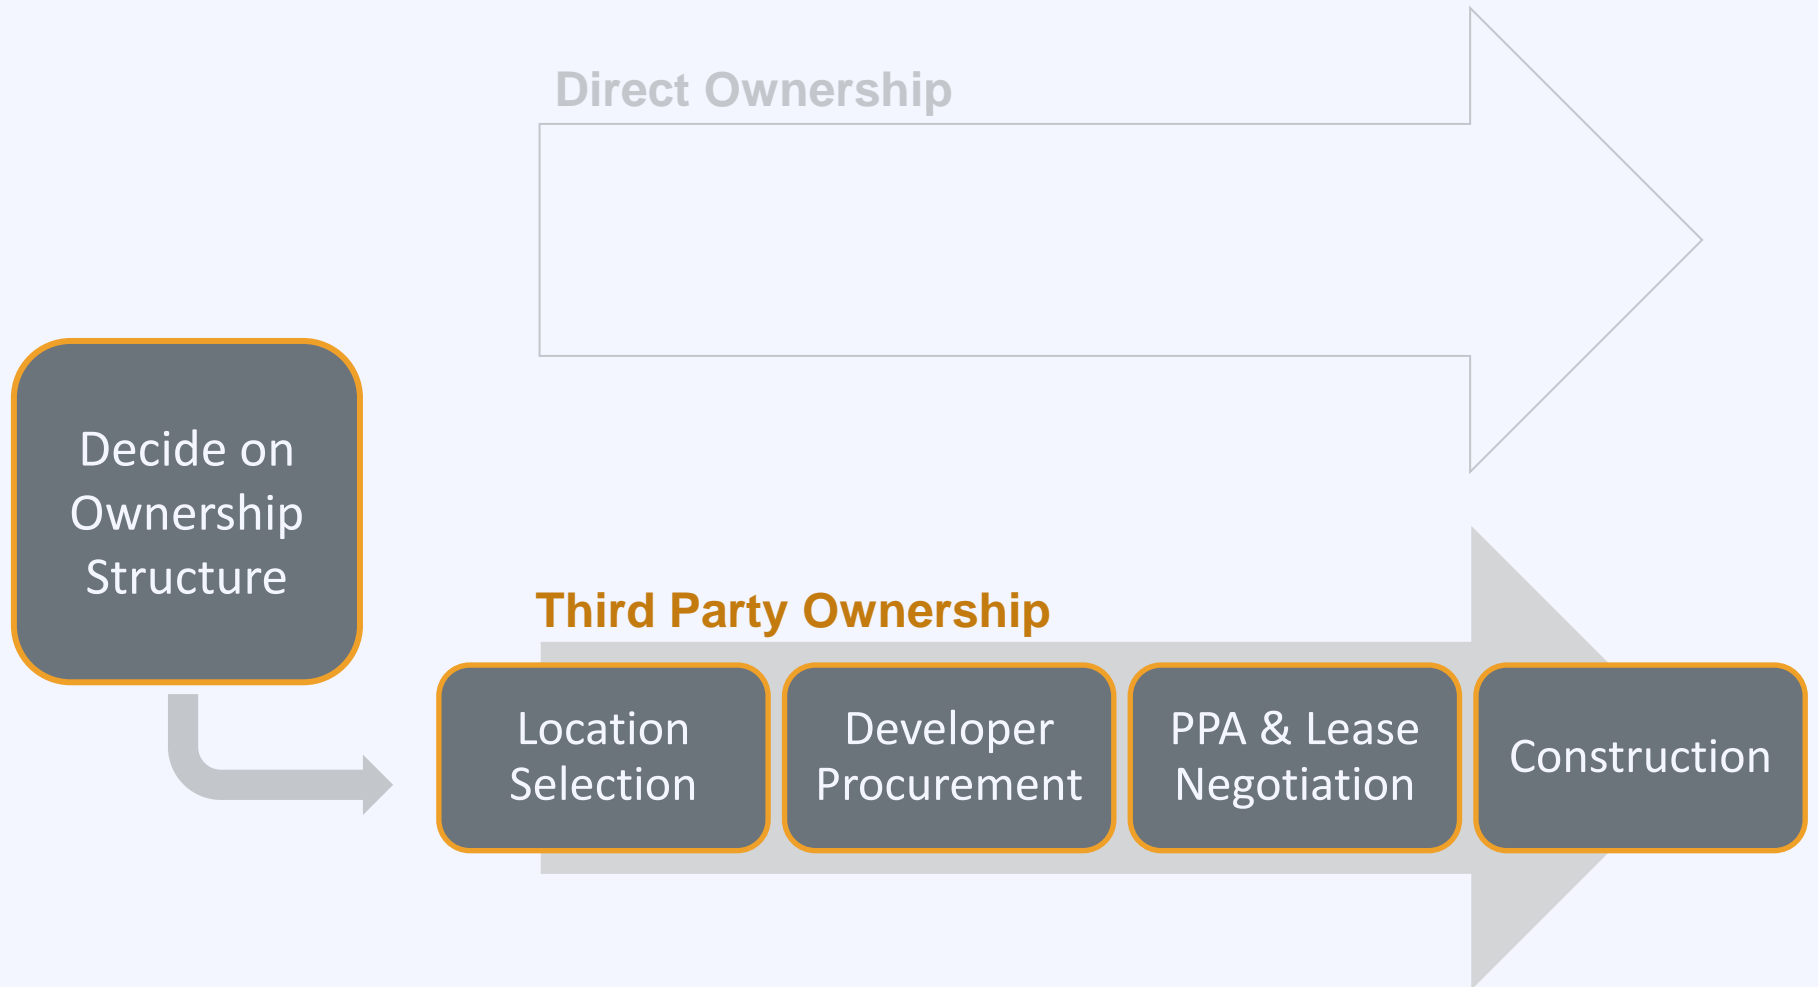 Direct Ownership
Decide on
Ownership
Structure
Third Party Ownership
Location
Selection
Developer
Procurement
PPA & Lease
Negotiation
Construction